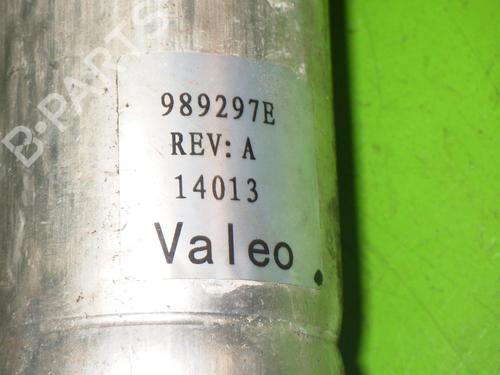 B-PARTS
989297E
REV: A
14013
Valeo.